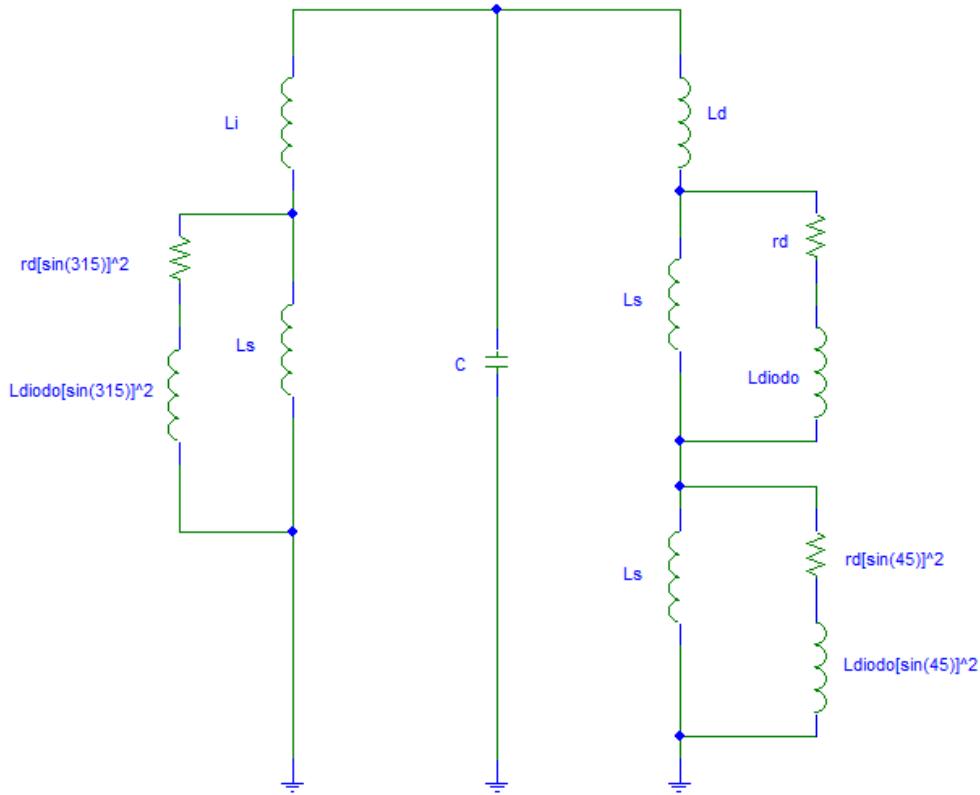 Li
Ld
rd[sin(315)]^2
rd
Ls
Ls
C
Ldiodo[sin(315)]^2
Ldiodo
Ls
rd[sin(45)]^2
Ldiodo[sin(45)]^2